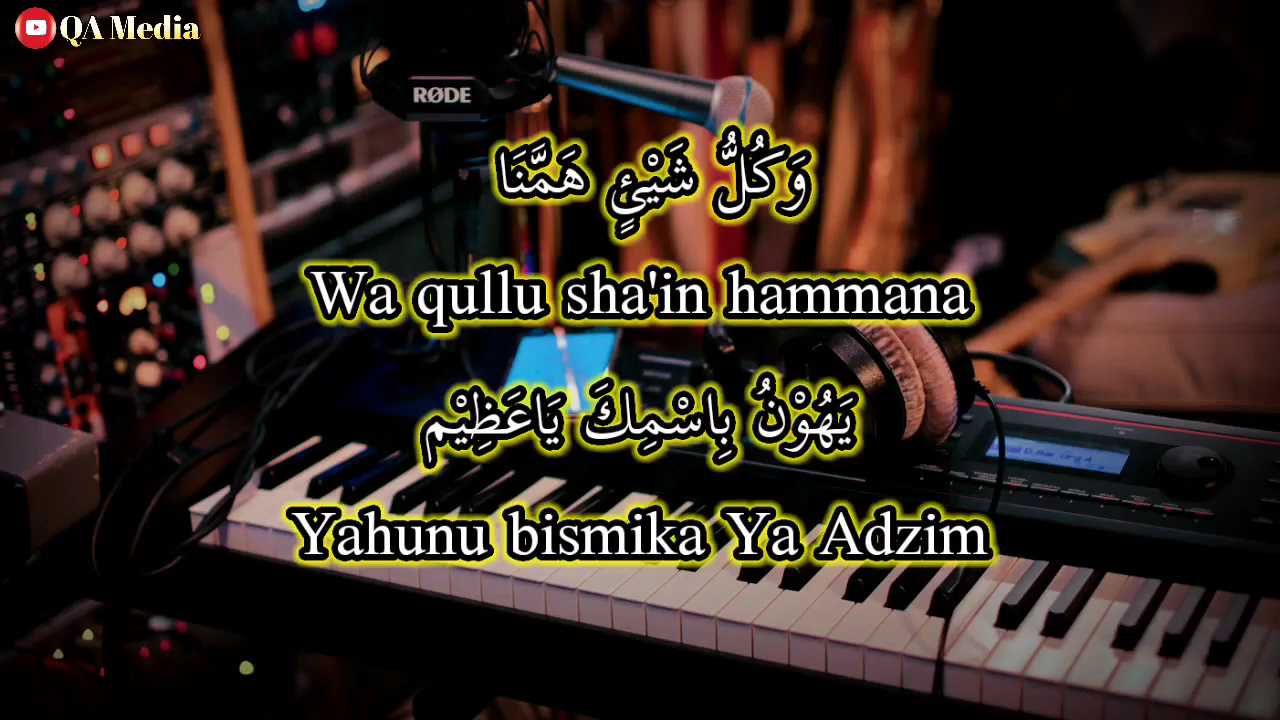 QA Media
RØDE
وَكُلُّ شَيْئٍ هَمَّنَا
Wa qullu sha'in hammana
يَهُوْنُ بِاسْمِكَ يَاعَظِيْم
Yahunu bismika Ya Adzim